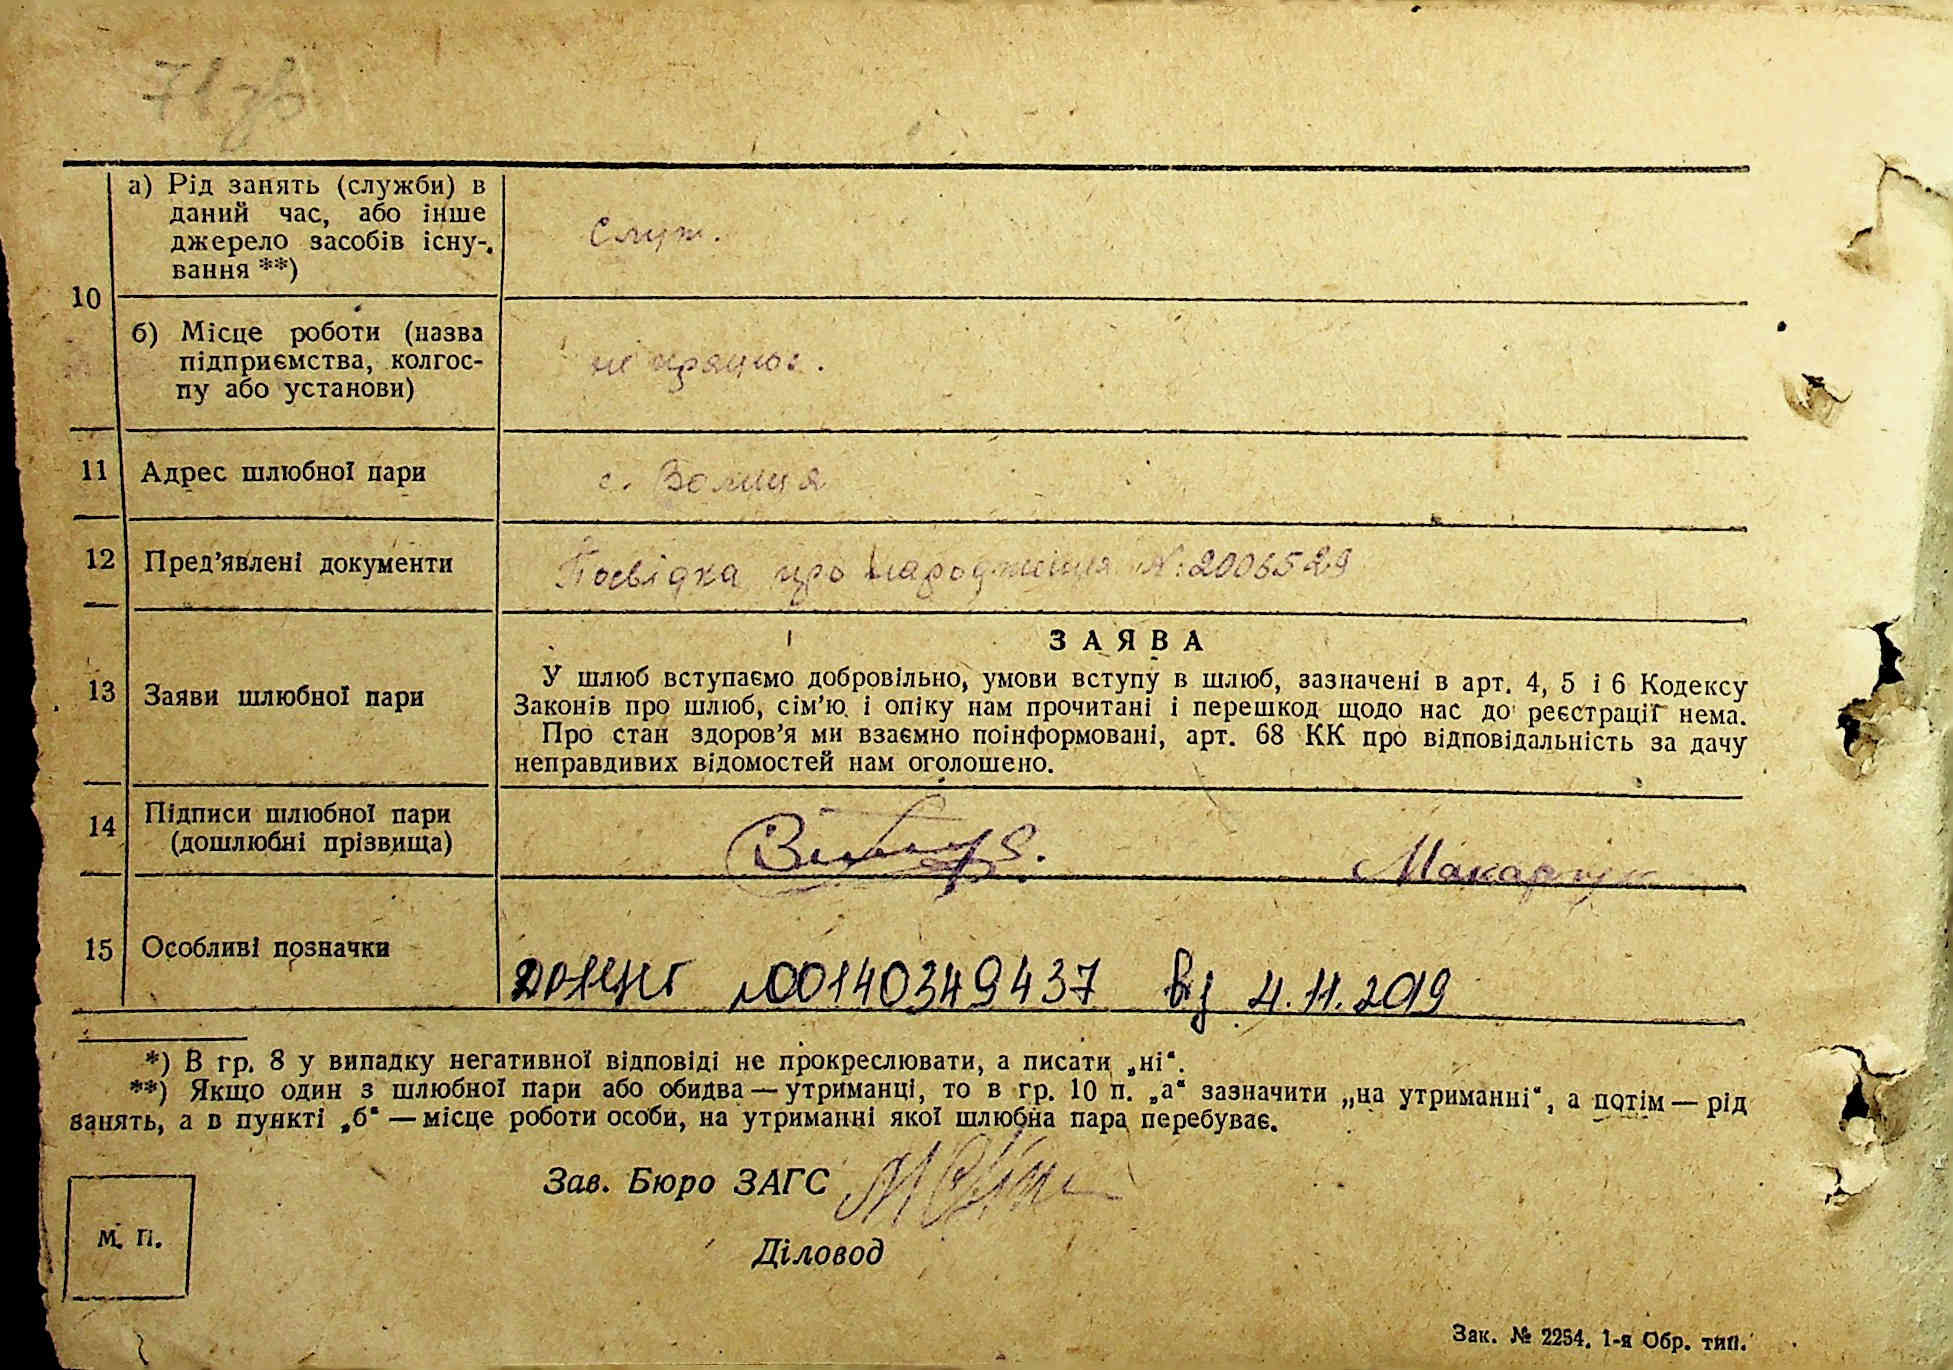 71 зв
а) Рід занять (служби) в
даний час, або інше
джерело засобів існу-
вання **)
Служ.
10
б) Місце роботи (назва
підприємства, колгос-
пу або установи)
не працює.
11 Адрес шлюбної пари
с. Волиця
12 Пред’явлені документи
Посвідка про народження №2006529
ЗАЯВА
13 Заяви шлюбної пари
У шлюб вступаємо добровільно, умови вступу в шлюб, зазначені в арт. 4, 5 і 6 Кодексу
Законів про шлюб, сім’ю і опіку нам прочитані і перешкод щодо нас до реєстрації нема.
Про стан здоров’я ми взаємно поінформовані, арт. 68 КК про відповідальність за дачу
неправдивих відомостей нам оголошено.
14 Підписи шлюбної пари
(дошлюбні прізвища)
Макарчук
15 Особливі позначки
№00140349437 від 4.11.2019
*) В гр. 8 у випадку негативної відповіді не прокреслювати, а писати „ні“.
**) Якщо один з шлюбної пари або обидва — утриманці, то в гр. 10 п. „а“ зазначити „на утриманні“, а потім — рід
занять, а в пункті „б“ — місце роботи особи, на утриманні якої шлюбна пара перебуває.
Зав. Бюро ЗАГС
М. П.
Діловод
Зак. № 2254. 1-я Обр. тип.